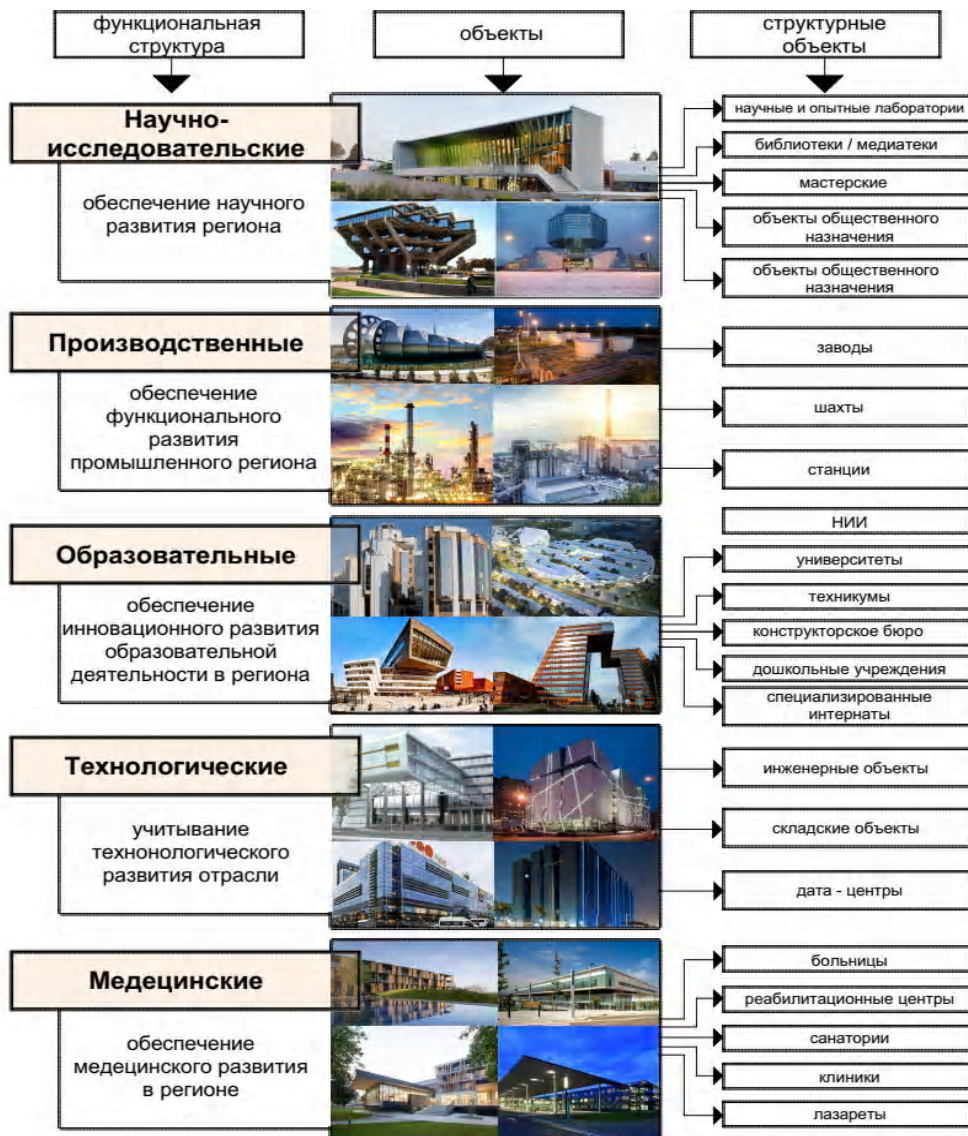 функциональная
структура
объекты
структурные
объекты
Научно-
исследовательские
обеспечение научного
развития региона
научные и опытные лаборатории
библиотеки / медиатеки
мастерские
объекты общественного
назначения
объекты общественного
назначения
Производственные
обеспечение
функционального
развития
промышленного региона
заводы
шахты
станции
Образовательные
обеспечение
инновационного развития
образовательной
деятельности в региона
НИИ
университеты
техникумы
конструкторское бюро
дошкольные учреждения
специализированные
интернаты
Технологические
учитывание
технонологического
развития отрасли
инженерные объекты
складские объекты
дата - центры
Медецинские
обеспечение
медецинского развития
в регионе
больницы
реабилитационные центры
санатории
клиники
лазареты